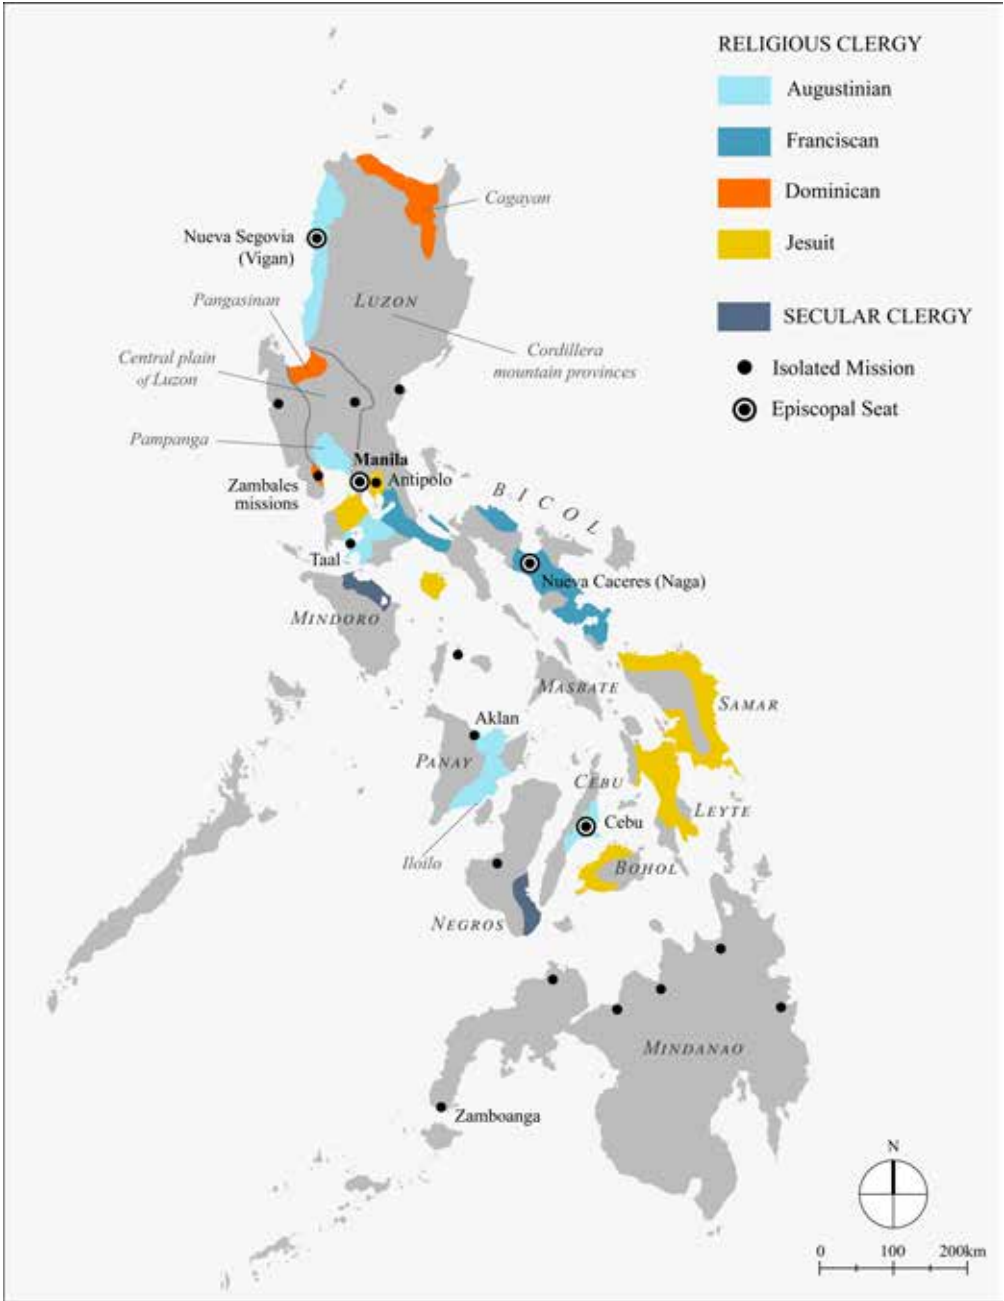 RELIGIOUS CLERGY
Augustinian
Franciscan
Dominican
Jesuit
SECULAR CLERGY
Isolated Mission
Episcopal Seat
Cagayan
Nueva Segovia
(Vigan)
LUZON
Pangasinan
Cordillera
mountain provinces
Central plain
of Luzon
Pampanga
Manila
Antipolo
Zambales
missions
BICOL
Taal
Nueva Caceres (Naga)
MINDORO
MASBATE
SAMAR
Aklan
PANAY
CEBU
LEYTE
Cebu
Iloilo
BOHOL
NEGROS
MINDANAO
Zamboanga
N
0 100 200km